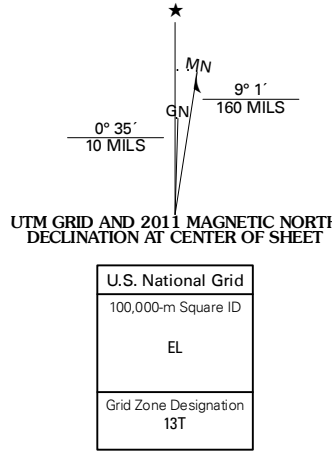 ★
MN
GN
9° 1´
160 MILS
0° 35´
10 MILS
UTM GRID AND 2011 MAGNETIC NORTH
DECLINATION AT CENTER OF SHEET
U.S. National Grid
100,000-m Square ID
EL
Grid Zone Designation
13T